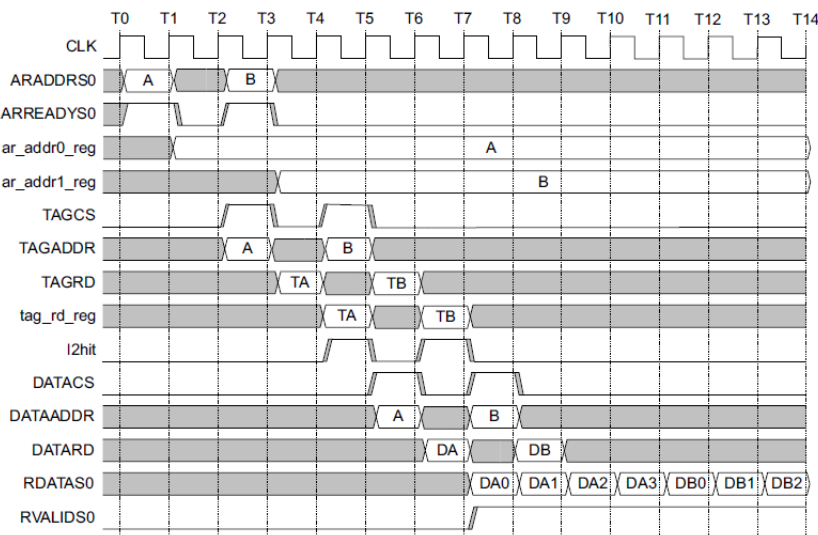 T0 T1 T2 T3 T4 T5 T6 T7 T8 T9 T10 T11 T12 T13 T14
CLK
ARADDRS0 A B
ARREADYS0
ar_addr0_reg A
ar_addr1_reg B
TAGCS
TAGADDR A B
TAGRD TA TB
tag_rd_reg TA TB
l2hit
DATACS
DATAADDR A B
DATARD DA DB
RDATAS0 DA0 DA1 DA2 DA3 DB0 DB1 DB2
RVALIDS0